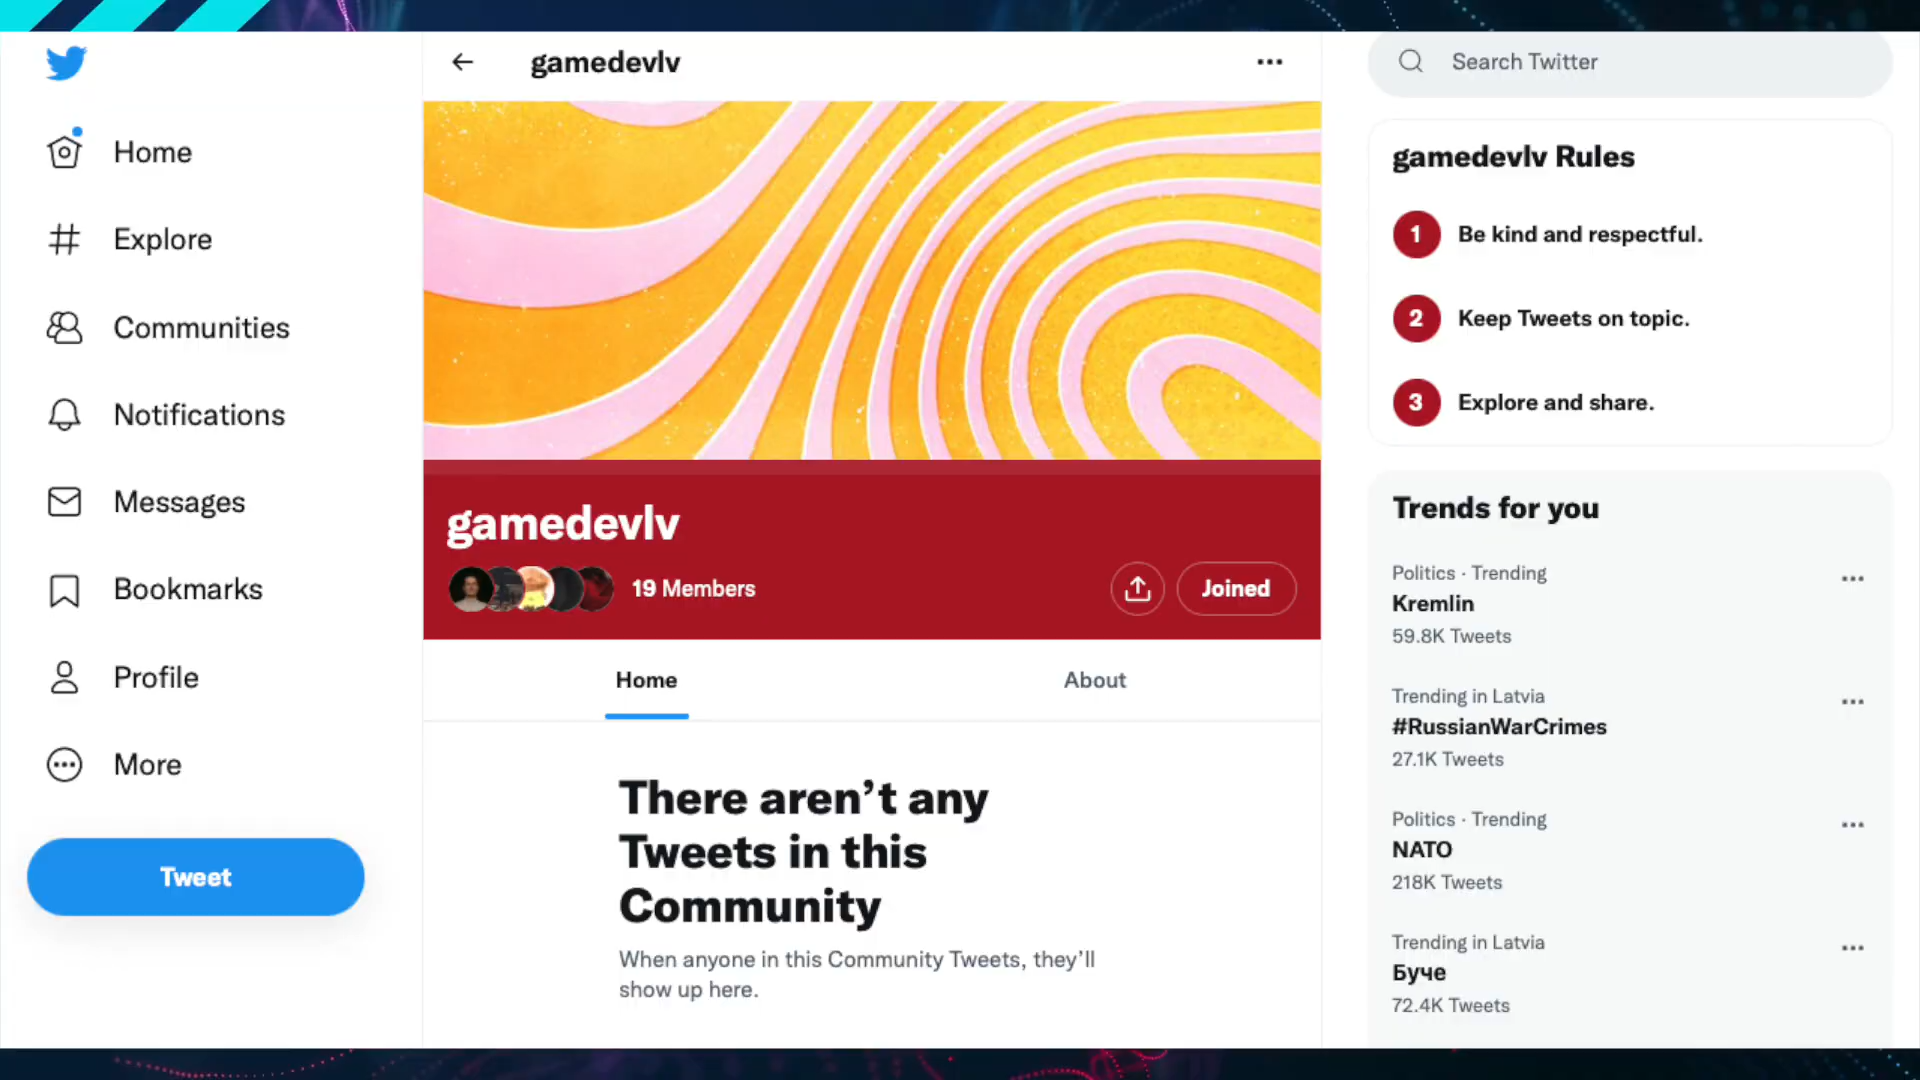 Home
Explore
Communities
Notifications
Messages
Bookmarks
Profile
More
Tweet
gamedevlv
gamedevlv
19 Members
Joined
Home
About
There aren’t any
Tweets in this
Community
When anyone in this Community Tweets, they’ll
show up here.
Search Twitter
gamedevlv Rules
1 Be kind and respectful.
2 Keep Tweets on topic.
3 Explore and share.
Trends for you
Politics · Trending
Kremlin
59.8K Tweets
Trending in Latvia
#RussianWarCrimes
27.1K Tweets
Politics · Trending
NATO
218K Tweets
Trending in Latvia
Буче
72.4K Tweets